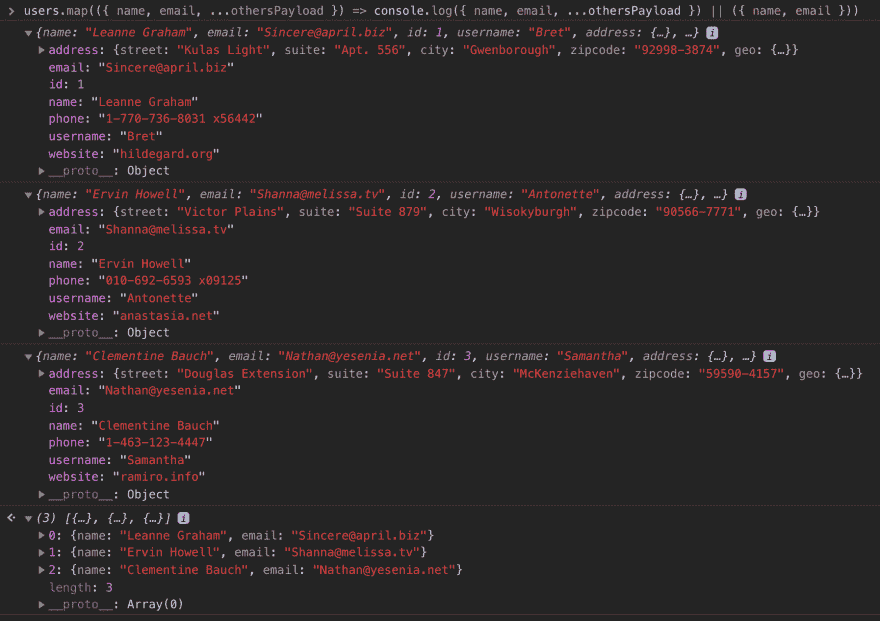 > users.map(({ name, email, ...othersPayload }) => console.log({ name, email, ...othersPayload }) || ({ name, email }))
▼{name: "Leanne Graham", email: "Sincere@april.biz", id: 1, username: "Bret", address: {…}, …} i
▶address: {street: "Kulas Light", suite: "Apt. 556", city: "Gwenborough", zipcode: "92998-3874", geo: {…}}
email: "Sincere@april.biz"
id: 1
name: "Leanne Graham"
phone: "1-770-736-8031 x56442"
username: "Bret"
website: "hildegard.org"
▶__proto__: Object
▼{name: "Ervin Howell", email: "Shanna@melissa.tv", id: 2, username: "Antonette", address: {…}, …} i
▶address: {street: "Victor Plains", suite: "Suite 879", city: "Wisokyburgh", zipcode: "90566-7771", geo: {…}}
email: "Shanna@melissa.tv"
id: 2
name: "Ervin Howell"
phone: "010-692-6593 x09125"
username: "Antonette"
website: "anastasia.net"
▶__proto__: Object
▼{name: "Clementine Bauch", email: "Nathan@yesenia.net", id: 3, username: "Samantha", address: {…}, …} i
▶address: {street: "Douglas Extension", suite: "Suite 847", city: "McKenziehaven", zipcode: "59590-4157", geo: {…}}
email: "Nathan@yesenia.net"
id: 3
name: "Clementine Bauch"
phone: "1-463-123-4447"
username: "Samantha"
website: "ramiro.info"
▶__proto__: Object
▼(3) [{…}, {…}, {…}] i
▶0: {name: "Leanne Graham", email: "Sincere@april.biz"}
▶1: {name: "Ervin Howell", email: "Shanna@melissa.tv"}
▶2: {name: "Clementine Bauch", email: "Nathan@yesenia.net"}
length: 3
▶__proto__: Array(0)